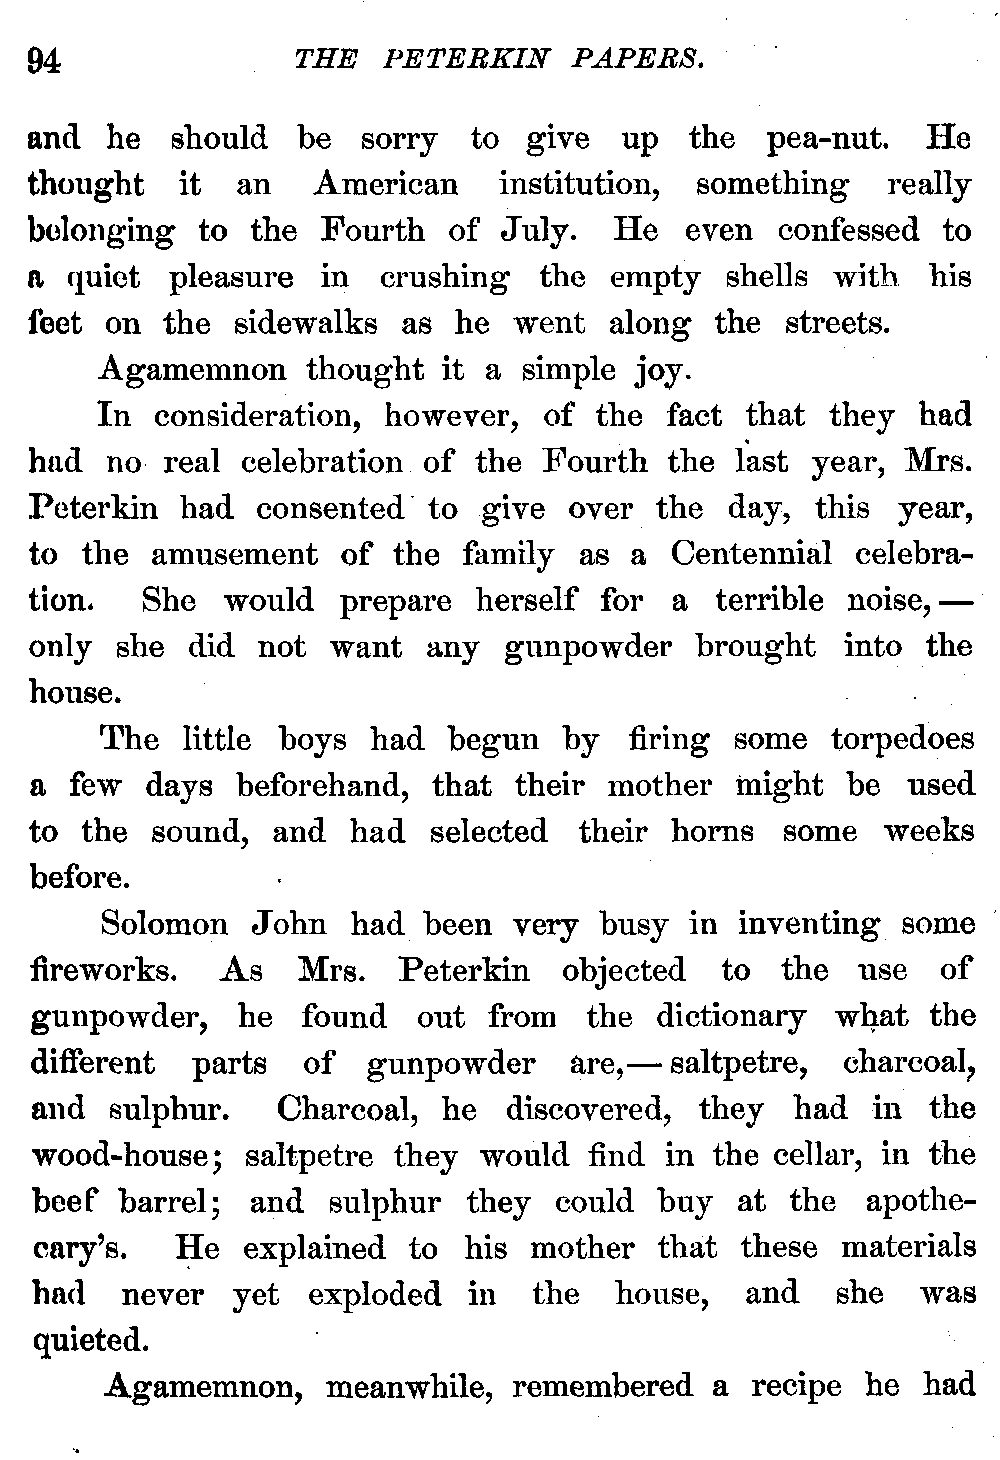 94 THE PETERKIN PAPERS.
and he should be sorry to give up the pea-nut. He
thought it an American institution, something really
belonging to the Fourth of July. He even confessed to
a quiet pleasure in crushing the empty shells with his
feet on the sidewalks as he went along the streets.
Agamemnon thought it a simple joy.
In consideration, however, of the fact that they had
had no real celebration of the Fourth the last year, Mrs.
Peterkin had consented to give over the day, this year,
to the amusement of the family as a Centennial celebra-
tion. She would prepare herself for a terrible noise,—
only she did not want any gunpowder brought into the
house.
The little boys had begun by firing some torpedoes
a few days beforehand, that their mother might be used
to the sound, and had selected their horns some weeks
before.
Solomon John had been very busy in inventing some
fireworks. As Mrs. Peterkin objected to the use of
gunpowder, he found out from the dictionary what the
different parts of gunpowder are,—saltpetre, charcoal,
and sulphur. Charcoal, he discovered, they had in the
wood-house; saltpetre they would find in the cellar, in the
beef barrel; and sulphur they could buy at the apothe-
cary's. He explained to his mother that these materials
had never yet exploded in the house, and she was
quieted.
Agamemnon, meanwhile, remembered a recipe he had